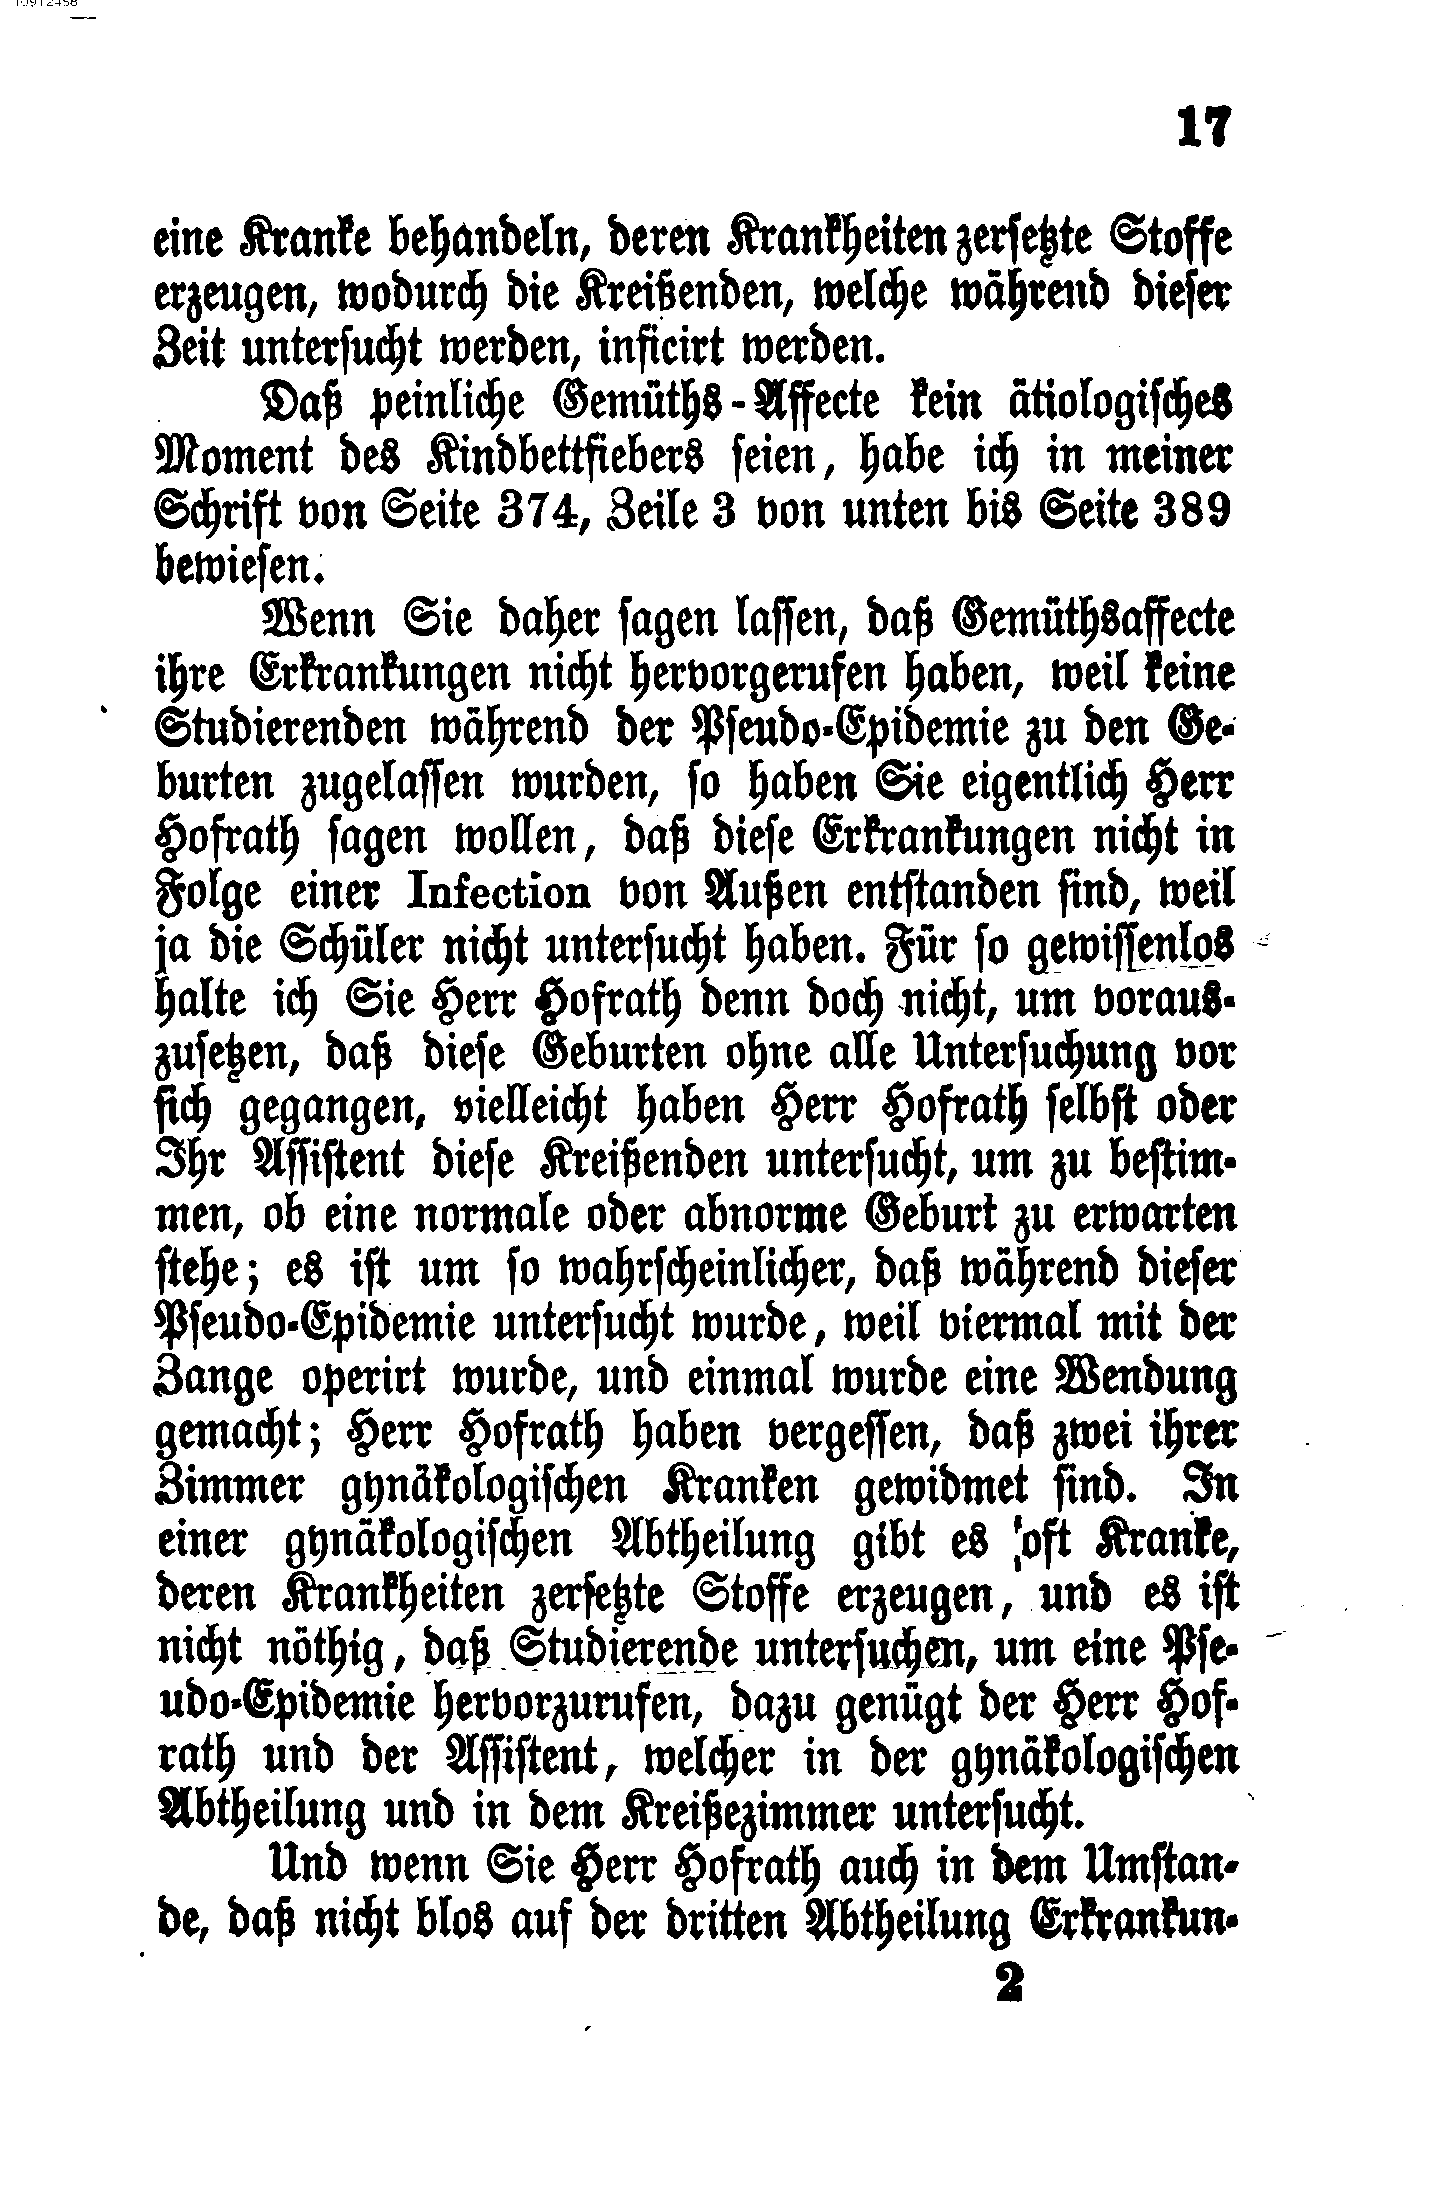 17
eine Kranke behandeln, deren Krankheiten zersetzte Stoffe
erzeugen, wodurch die Kreißenden, welche während dieser
Zeit untersucht werden, inficirt werden.
Daß peinliche Gemüths-Affecte kein ätiologisches
Moment des Kindbettfiebers seien, habe ich in meiner
Schrift von Seite 374, Zeile 3 von unten bis Seite 389
bewiesen.
Wenn Sie daher sagen lassen, daß Gemüthsaffecte
ihre Erkrankungen nicht hervorgerufen haben, weil keine
Studierenden während der Pseudo-Epidemie zu den Ge-
burten zugelassen wurden, so haben Sie eigentlich Herr
Hofrath sagen wollen, daß diese Erkrankungen nicht in
Folge einer Infection von Außen entstanden sind, weil
ja die Schüler nicht untersucht haben. Für so gewissenlos
halte ich Sie Herr Hofrath denn doch nicht, um voraus-
zusetzen, daß diese Geburten ohne alle Untersuchung vor
sich gegangen, vielleicht haben Herr Hofrath selbst oder
Ihr Assistent diese Kreißenden untersucht, um zu bestim-
men, ob eine normale oder abnorme Geburt zu erwarten
stehe; es ist um so wahrscheinlicher, daß während dieser
Pseudo-Epidemie untersucht wurde, weil viermal mit der
Zange operirt wurde, und einmal wurde eine Wendung
gemacht; Herr Hofrath haben vergessen, daß zwei ihrer
Zimmer gynäkologischen Kranken gewidmet sind. In
einer gynäkologischen Abtheilung gibt es oft Kranke,
deren Krankheiten zersetzte Stoffe erzeugen, und es ist
nicht nöthig, daß Studierende untersuchen, um eine Pse-
udo-Epidemie hervorzurufen, dazu genügt der Herr Hof-
rath und der Assistent, welcher in der gynäkologischen
Abtheilung und in dem Kreißezimmer untersucht.
Und wenn Sie Herr Hofrath auch in dem Umstan-
de, daß nicht blos auf der dritten Abtheilung Erkrankun-
2